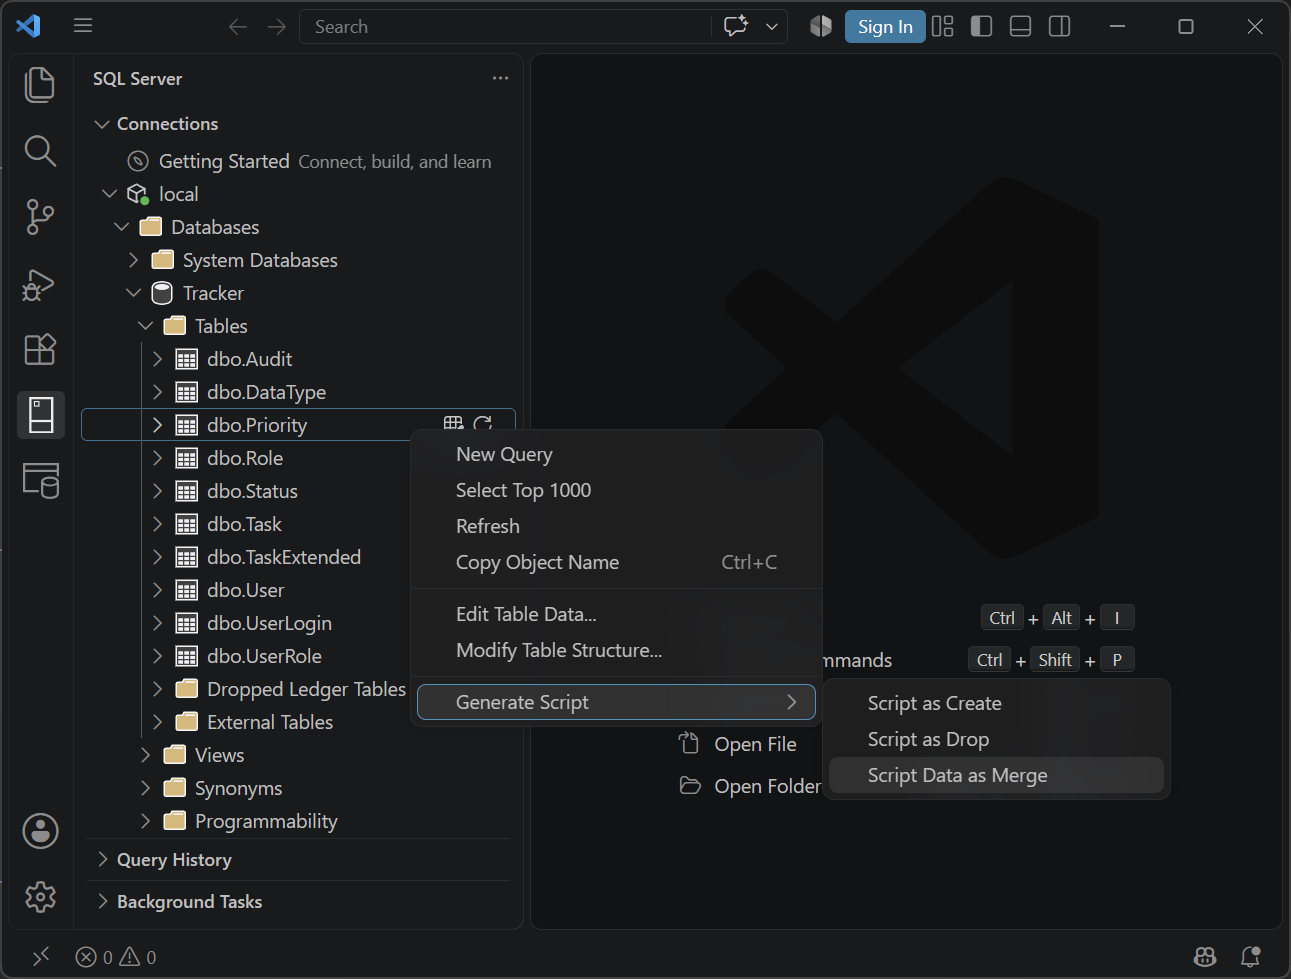 Search
Sign In
SQL Server
Connections
Getting Started Connect, build, and learn
local
Databases
System Databases
Tracker
Tables
dbo.Audit
dbo.DataType
dbo.Priority
dbo.Role
dbo.Status
dbo.Task
dbo.TaskExtended
dbo.User
dbo.UserLogin
dbo.UserRole
Dropped Ledger Tables
External Tables
Views
Synonyms
Programmability
Query History
Background Tasks
New Query
Select Top 1000
Refresh
Copy Object Name Ctrl+C
Edit Table Data...
Modify Table Structure...
Generate Script
Script as Create
Script as Drop
Script Data as Merge
Ctrl + Alt + I
mmands Ctrl + Shift + P
Open File
Open Folder
0 0